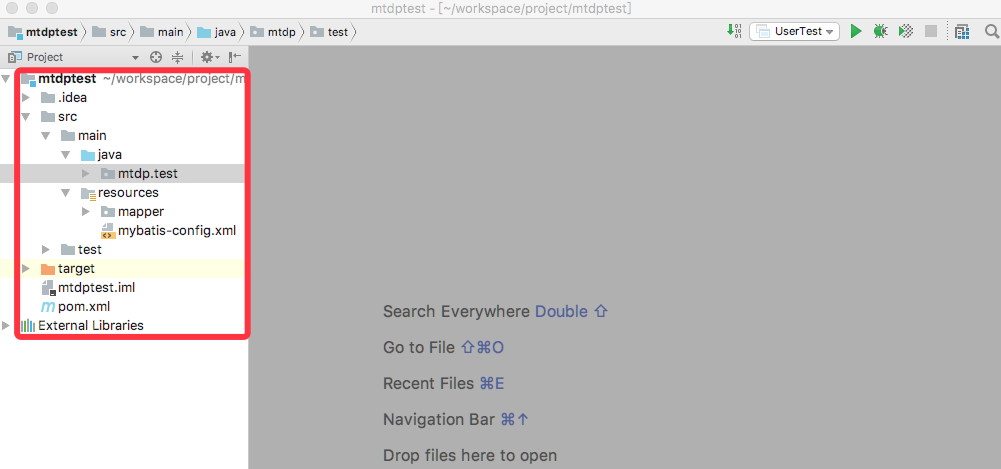 mtdptest - [~/workspace/project/mtdptest]
mtdptest src main java mtdp test
UserTest
Project
mtdptest ~/workspace/project/m
.idea
src
main
java
mtdp.test
resources
mapper
mybatis-config.xml
test
target
mtdptest.iml
pom.xml
External Libraries
Search Everywhere Double ⇧
Go to File ⇧⌘O
Recent Files ⌘E
Navigation Bar ⌘↑
Drop files here to open